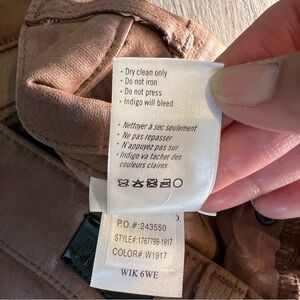 • Dry clean only
• Do not iron
• Do not press
• Indigo will bleed
• Nettoyer à sec seulement
• Ne pas repasser
• N'appuyez pas sur
• Indigo va tacher des
couleurs claires
P.O.#:243550
STYLE#:1767799-1917
COLOR#:W1917
WIK 6WE